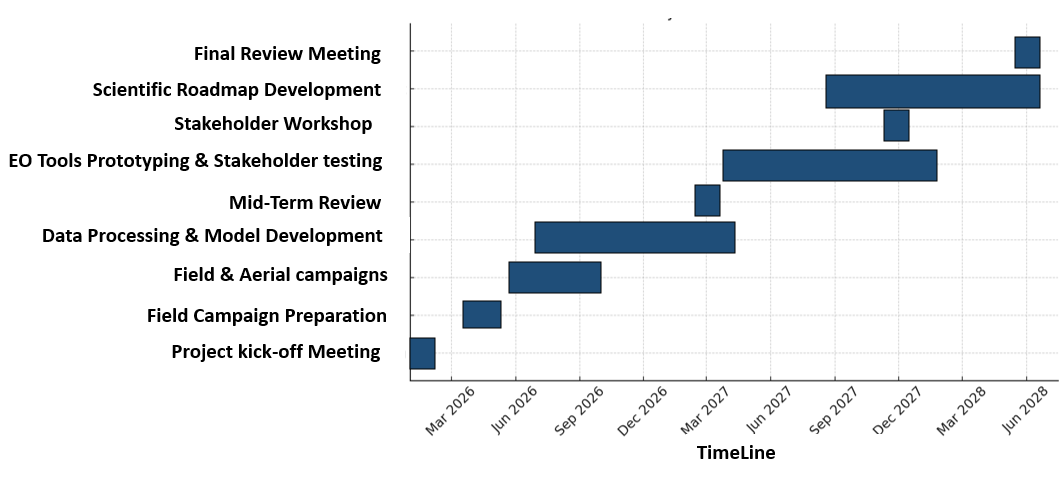 Final Review Meeting
Scientific Roadmap Development
Stakeholder Workshop
EO Tools Prototyping & Stakeholder testing
Mid-Term Review
Data Processing & Model Development
Field & Aerial campaigns
Field Campaign Preparation
Project kick-off Meeting
Mar 2026
Jun 2026
Sep 2026
Dec 2026
Mar 2027
Jun 2027
Sep 2027
Dec 2027
Mar 2028
Jun 2028
TimeLine